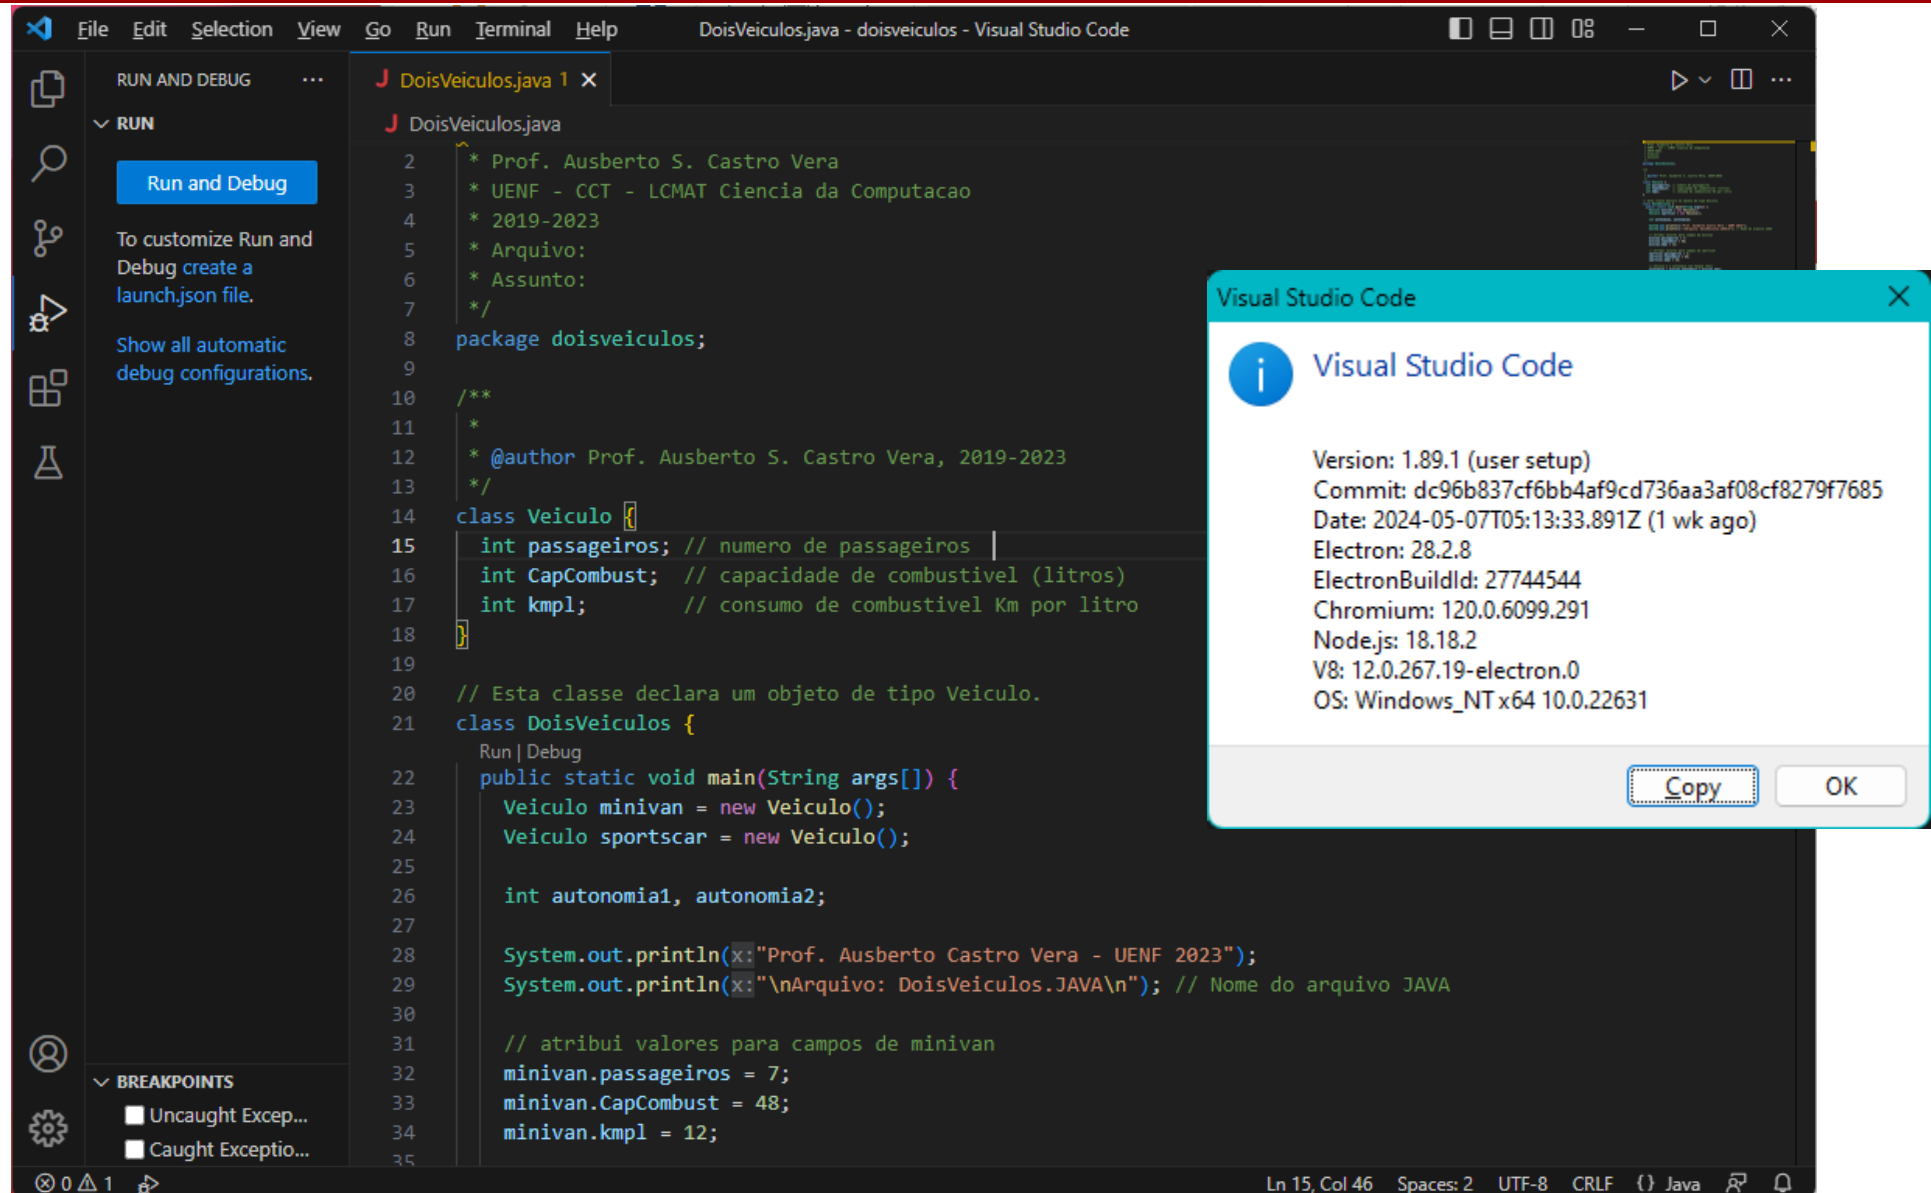 File Edit Selection View Go Run Terminal Help DoisVeiculos.java - doisveiculos - Visual Studio Code
RUN AND DEBUG ···
RUN
Run and Debug
To customize Run and
Debug create a
launch.json file.
Show all automatic
debug configurations.
BREAKPOINTS
Uncaught Excep...
Caught Exceptio...
J DoisVeiculos.java 1
J DoisVeiculos.java
2 * Prof. Ausberto S. Castro Vera
3 * UENF - CCT - LCMAT Ciencia da Computacao
4 * 2019-2023
5 * Arquivo:
6 * Assunto:
7 */
8 package doisveiculos;
9
10 /**
11 *
12 * @author Prof. Ausberto S. Castro Vera, 2019-2023
13 */
14 class Veiculo {
15 int passageiros; // numero de passageiros
16 int CapCombust; // capacidade de combustivel (litros)
17 int kmpl; // consumo de combustivel Km por litro
18 }
19
20 // Esta classe declara um objeto de tipo Veiculo.
21 class DoisVeiculos {
Run | Debug
22 public static void main(String args[]) {
23 Veiculo minivan = new Veiculo();
24 Veiculo sportscar = new Veiculo();
25
26 int autonomia1, autonomia2;
27
28 System.out.println(x:"Prof. Ausberto Castro Vera - UENF 2023");
29 System.out.println(x:"\nArquivo: DoisVeiculos.JAVA\n"); // Nome do arquivo JAVA
30
31 // atribui valores para campos de minivan
32 minivan.passageiros = 7;
33 minivan.CapCombust = 48;
34 minivan.kmpl = 12;
35
Visual Studio Code
Visual Studio Code
Version: 1.89.1 (user setup)
Commit: dc96b837cf6bb4af9cd736aa3af08cf8279f7685
Date: 2024-05-07T05:13:33.891Z (1 wk ago)
Electron: 28.2.8
ElectronBuildId: 27744544
Chromium: 120.0.6099.291
Node.js: 18.18.2
V8: 12.0.267.19-electron.0
OS: Windows_NT x64 10.0.22631
Copy OK
0 1 Ln 15, Col 46 Spaces: 2 UTF-8 CRLF {} Java